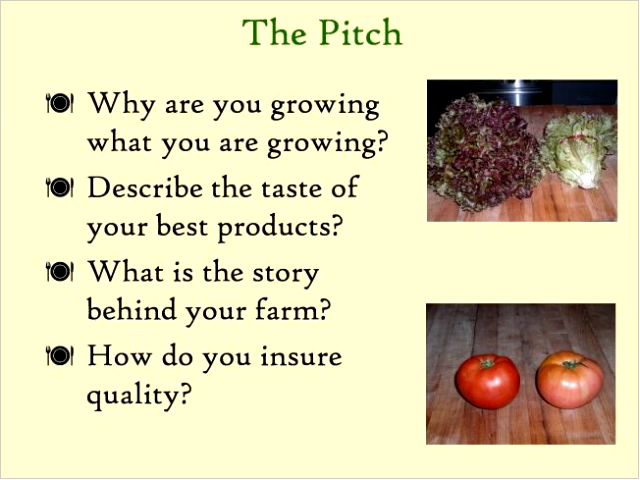 The Pitch
Why are you growing
what you are growing?
Describe the taste of
your best products?
What is the story
behind your farm?
How do you insure
quality?